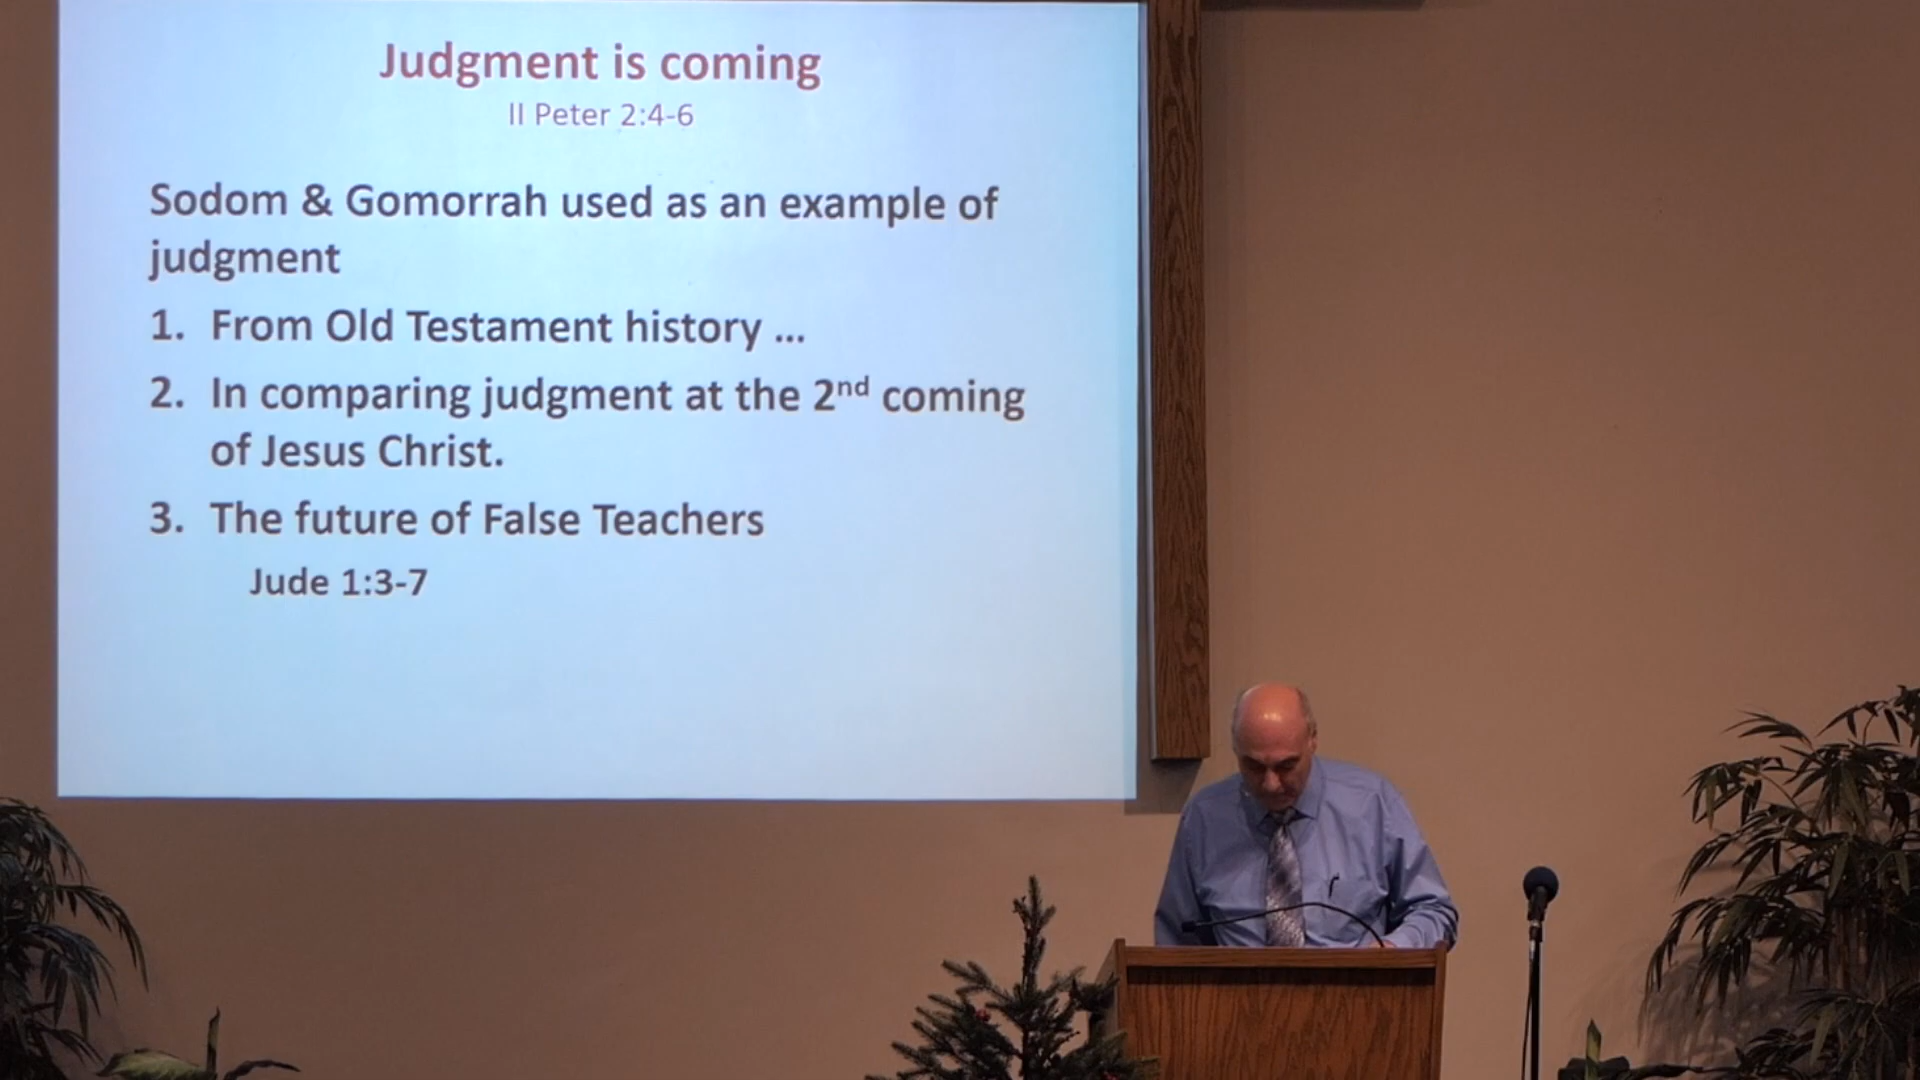 Judgment is coming
II Peter 2:4-6
Sodom & Gomorrah used as an example of
judgment
1. From Old Testament history ...
2. In comparing judgment at the 2nd coming
of Jesus Christ.
3. The future of False Teachers
Jude 1:3-7